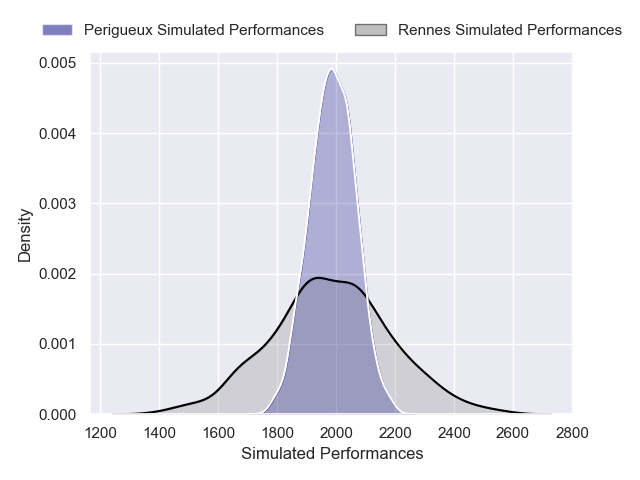 Perigueux Simulated Performances
Rennes Simulated Performances
0.005
0.004
0.003
0.002
0.001
0.000
Density
1200 1400 1600 1800 2000 2200 2400 2600 2800
Simulated Performances